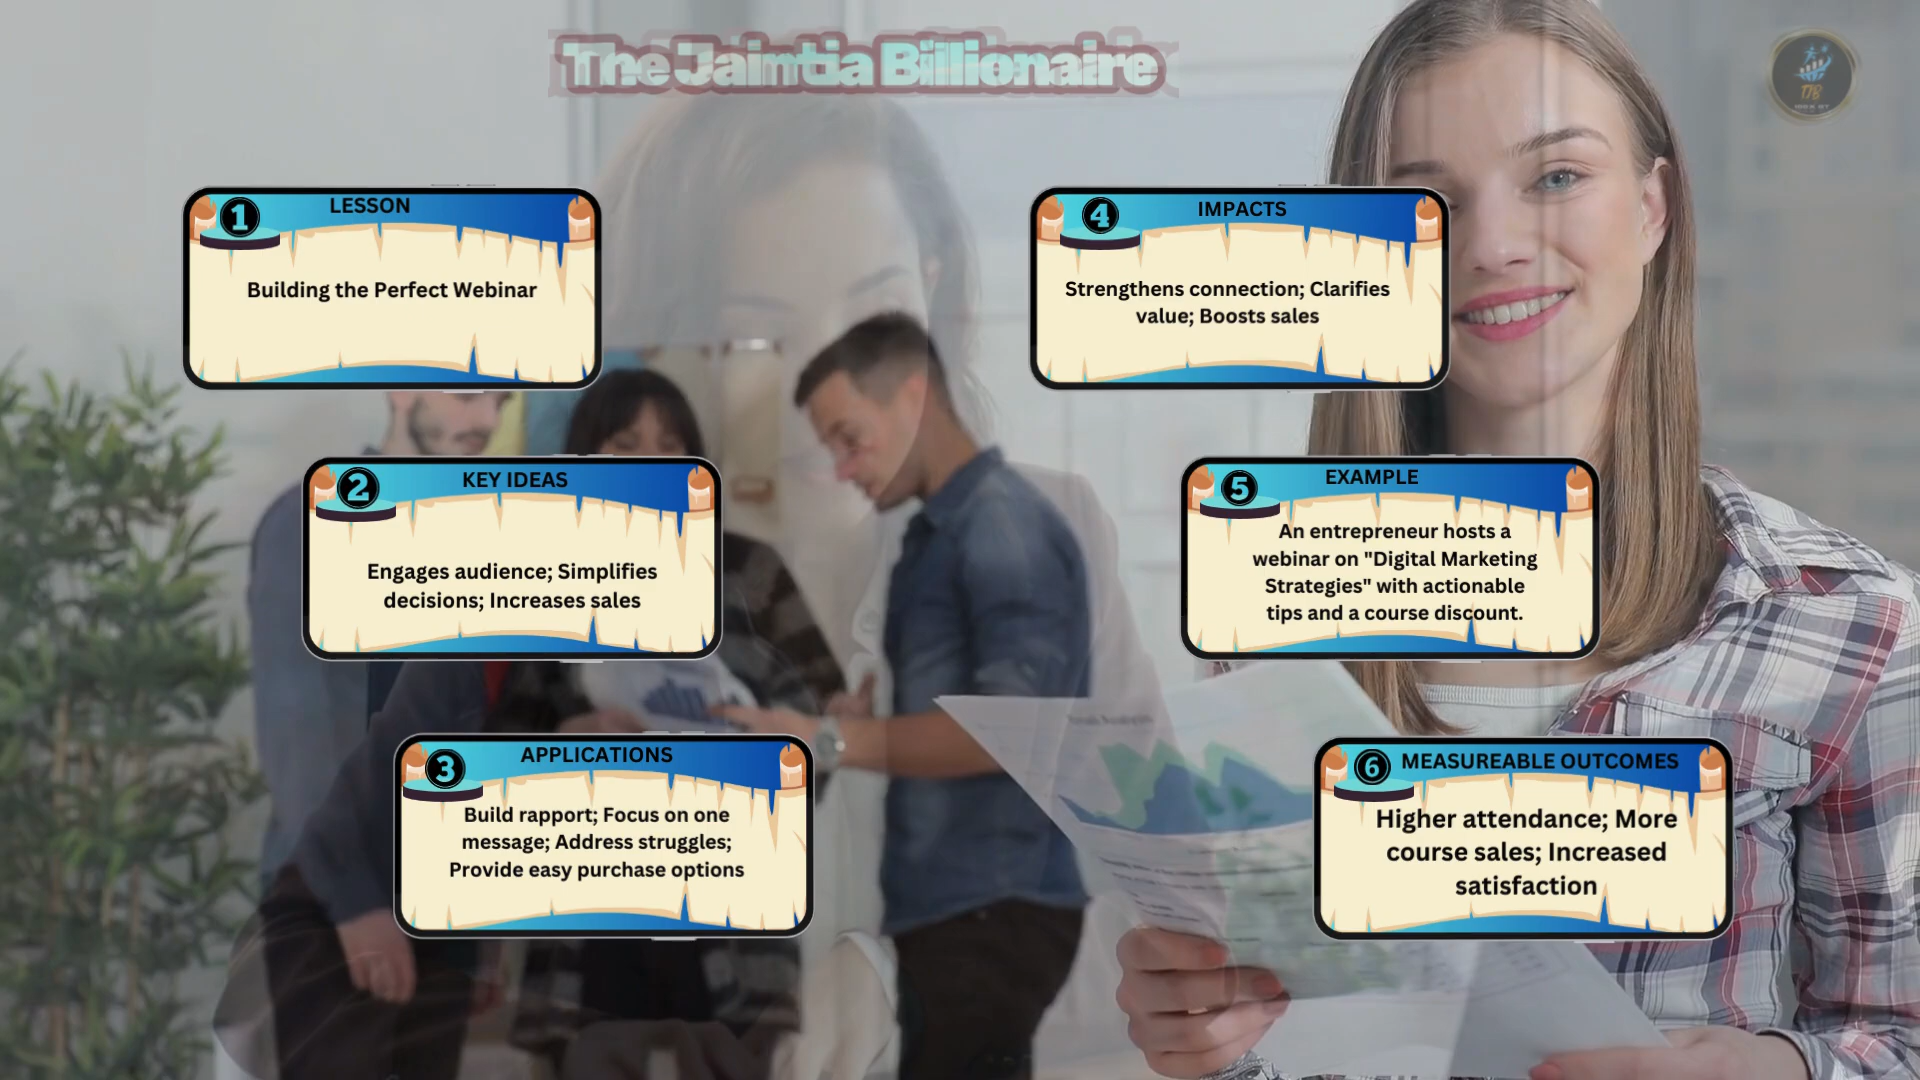 The Jaintia Billionaire
1
LESSON
Building the Perfect Webinar
2
KEY IDEAS
Engages audience; Simplifies
decisions; Increases sales
3
APPLICATIONS
Build rapport; Focus on one
message; Address struggles;
Provide easy purchase options
4
IMPACTS
Strengthens connection; Clarifies
value; Boosts sales
5
EXAMPLE
An entrepreneur hosts a
webinar on "Digital Marketing
Strategies" with actionable
tips and a course discount.
6
MEASUREABLE OUTCOMES
Higher attendance; More
course sales; Increased
satisfaction